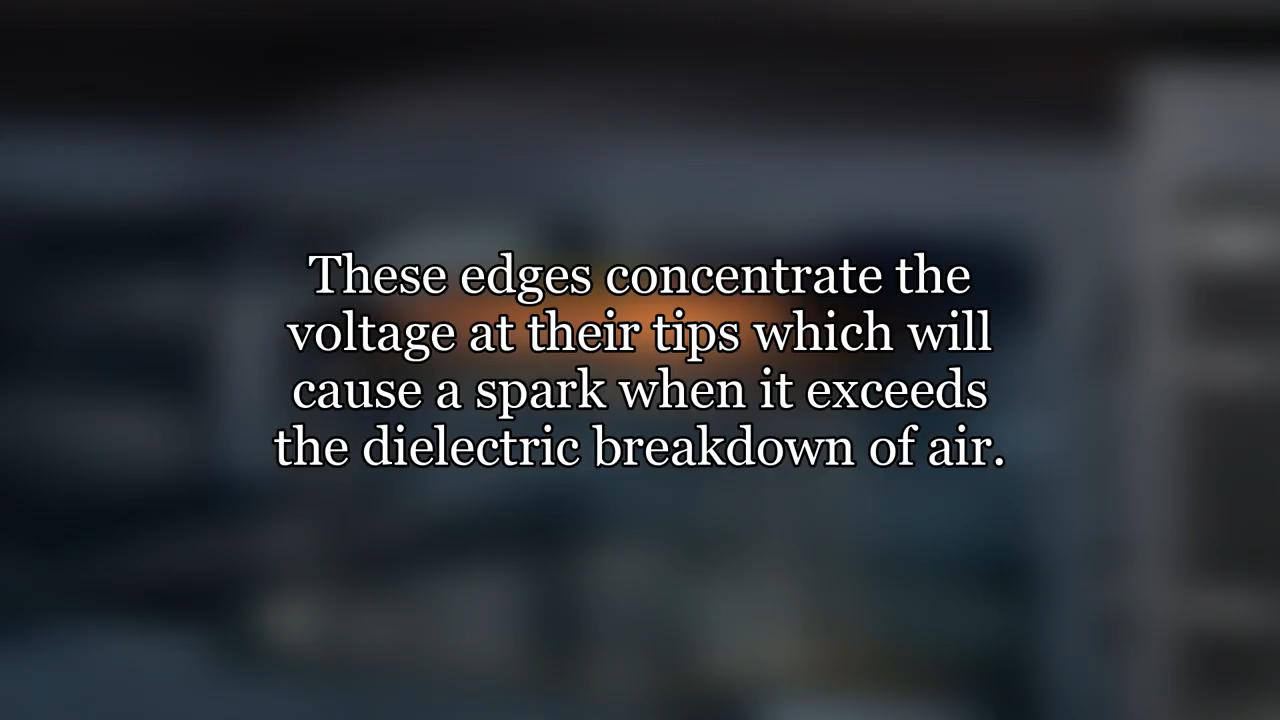 These edges concentrate the
voltage at their tips which will
cause a spark when it exceeds
the dielectric breakdown of air.